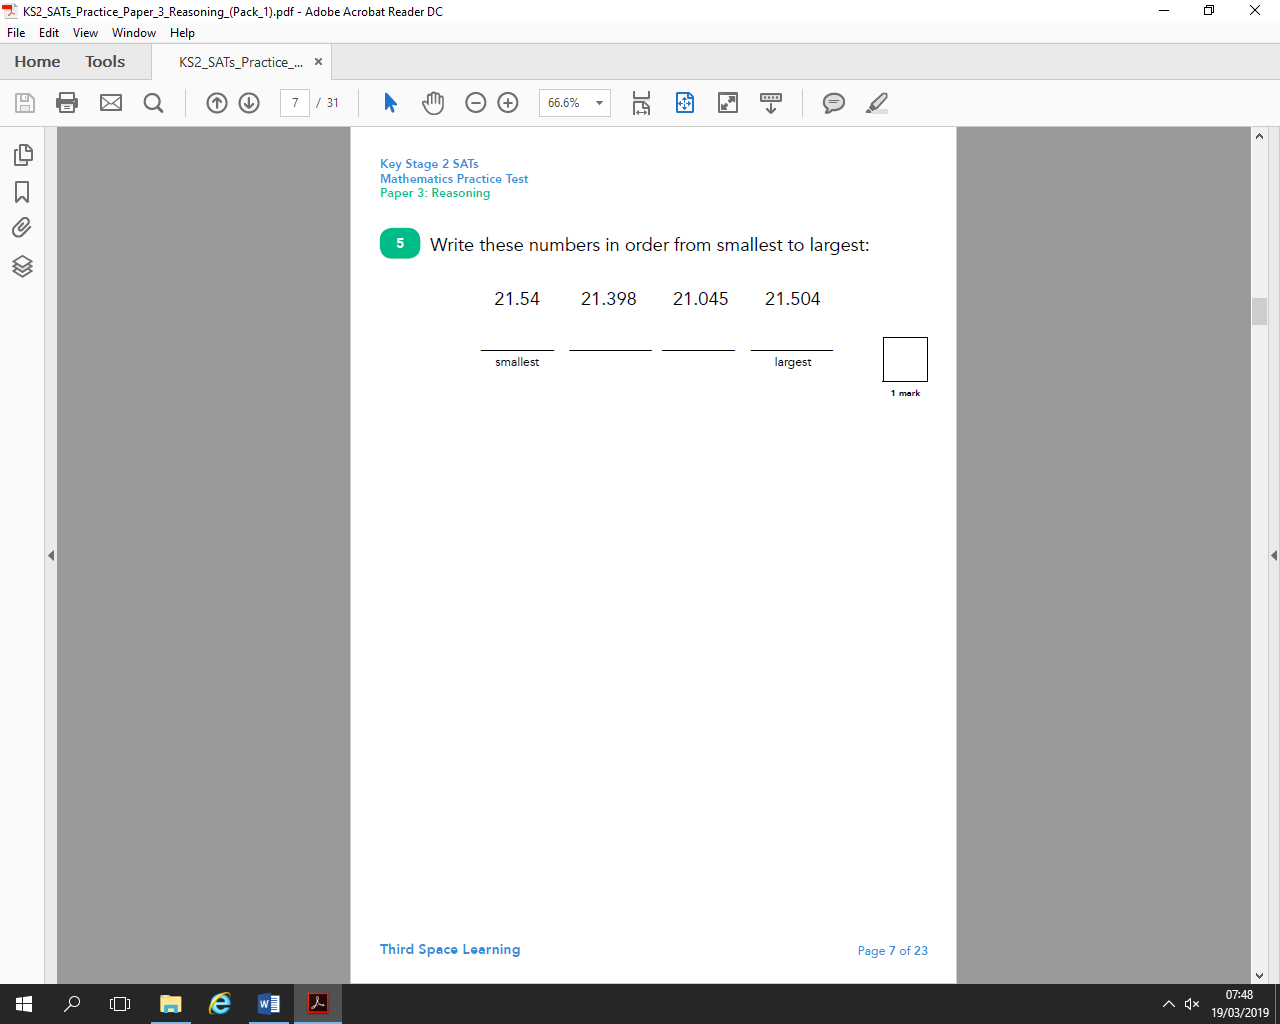 KS2_SATs_Practice_Paper_3_Reasoning_(Pack_1).pdf - Adobe Acrobat Reader DC
File Edit View Window Help
Home Tools KS2_SATs_Practice_... ×
7 / 31 66.6%
Key Stage 2 SATs
Mathematics Practice Test
Paper 3: Reasoning
5 Write these numbers in order from smallest to largest:
21.54 21.398 21.045 21.504
smallest largest
1 mark
Third Space Learning Page 7 of 23
07:48
19/03/2019